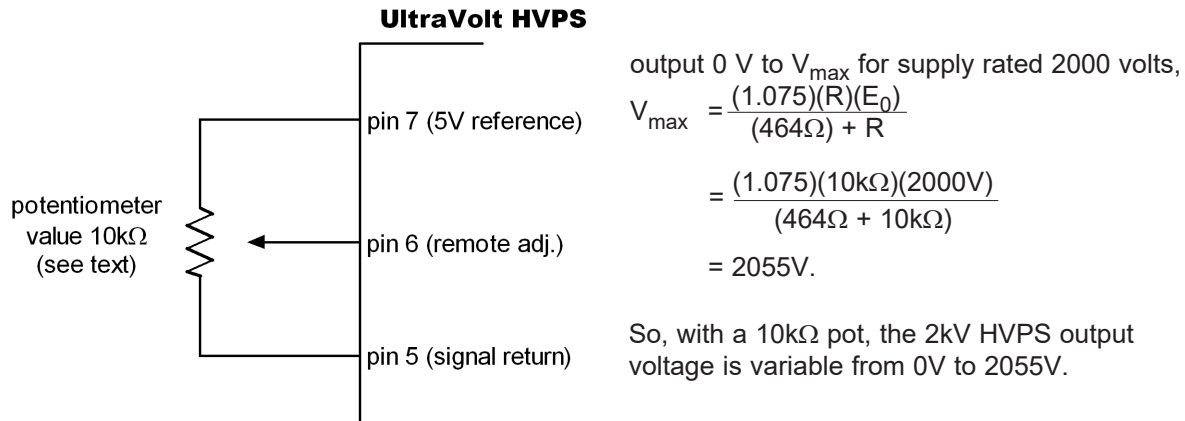 UltraVolt HVPS
pin 7 (5V reference)
potentiometer
value 10kΩ
(see text)
pin 6 (remote adj.)
pin 5 (signal return)
output 0 V to Vmax for supply rated 2000 volts,
Vmax = (1.075)(R)(E0)
(464Ω) + R
= (1.075)(10kΩ)(2000V)
(464Ω + 10kΩ)
= 2055V.
So, with a 10kΩ pot, the 2kV HVPS output
voltage is variable from 0V to 2055V.